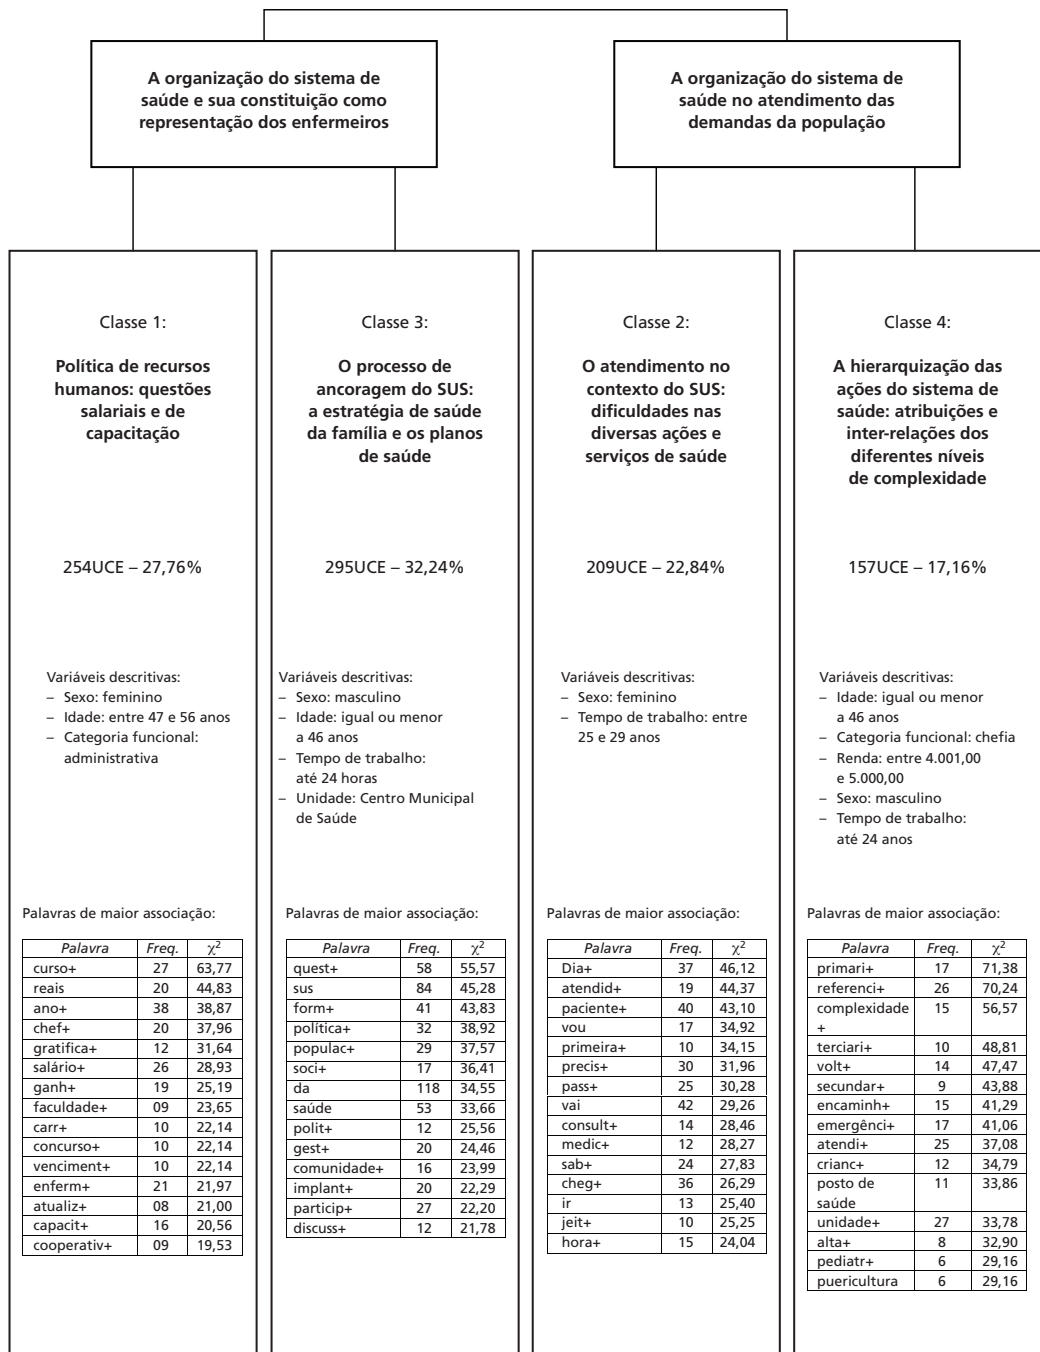 A organização do sistema de
saúde e sua constituição como
representação dos enfermeiros
A organização do sistema de
saúde no atendimento das
demandas da população
Classe 1:
Política de recursos
humanos: questões
salariais e de
capacitação
254UCE – 27,76%
Variáveis descritivas:
– Sexo: feminino
– Idade: entre 47 e 56 anos
– Categoria funcional:
administrativa
Palavras de maior associação:
Palavra Freq. χ²
curso+ 27 63,77
reais 20 44,83
ano+ 38 38,87
chef+ 20 37,96
gratifica+ 12 31,64
salário+ 26 28,93
ganh+ 19 25,19
faculdade+ 09 23,65
carr+ 10 22,14
concurso+ 10 22,14
venciment+ 10 22,14
enferm+ 21 21,97
atualiz+ 08 21,00
capacit+ 16 20,56
cooperativ+ 09 19,53
Classe 3:
O processo de
ancoragem do SUS:
a estratégia de saúde
da família e os planos
de saúde
295UCE – 32,24%
Variáveis descritivas:
– Sexo: masculino
– Idade: igual ou menor
a 46 anos
– Tempo de trabalho:
até 24 horas
– Unidade: Centro Municipal
de Saúde
Palavras de maior associação:
Palavra Freq. χ²
quest+ 58 55,57
sus 84 45,28
form+ 41 43,83
política+ 32 38,92
populac+ 29 37,57
soci+ 17 36,41
da 118 34,55
saúde 53 33,66
polit+ 12 25,56
gest+ 20 24,46
comunidade+ 16 23,99
implant+ 20 22,29
particip+ 27 22,20
discuss+ 12 21,78
Classe 2:
O atendimento no
contexto do SUS:
dificuldades nas
diversas ações e
serviços de saúde
209UCE – 22,84%
Variáveis descritivas:
– Sexo: feminino
– Tempo de trabalho: entre
25 e 29 anos
Palavras de maior associação:
Palavra Freq. χ²
Dia+ 37 46,12
atendid+ 19 44,37
paciente+ 40 43,10
vou 17 34,92
primeira+ 10 34,15
precis+ 30 31,96
pass+ 25 30,28
vai 42 29,26
consult+ 14 28,46
medic+ 12 28,27
sab+ 24 27,83
cheg+ 36 26,29
ir 13 25,40
jeit+ 10 25,25
hora+ 15 24,04
Classe 4:
A hierarquização das
ações do sistema de
saúde: atribuições e
inter-relações dos
diferentes níveis
de complexidade
157UCE – 17,16%
Variáveis descritivas:
– Idade: igual ou menor
a 46 anos
– Categoria funcional: chefia
– Renda: entre 4.001,00
e 5.000,00
– Sexo: masculino
– Tempo de trabalho:
até 24 anos
Palavras de maior associação:
Palavra Freq. χ²
primari+ 17 71,38
referenci+ 26 70,24
complexidade 15 56,57
+
terciari+ 10 48,81
volt+ 14 47,47
secundar+ 9 43,88
encaminh+ 15 41,29
emergênci+ 17 41,06
atendi+ 25 37,08
crianc+ 12 34,79
posto de 11 33,86
saúde
unidade+ 27 33,78
alta+ 8 32,90
pediatr+ 6 29,16
puericultura 6 29,16